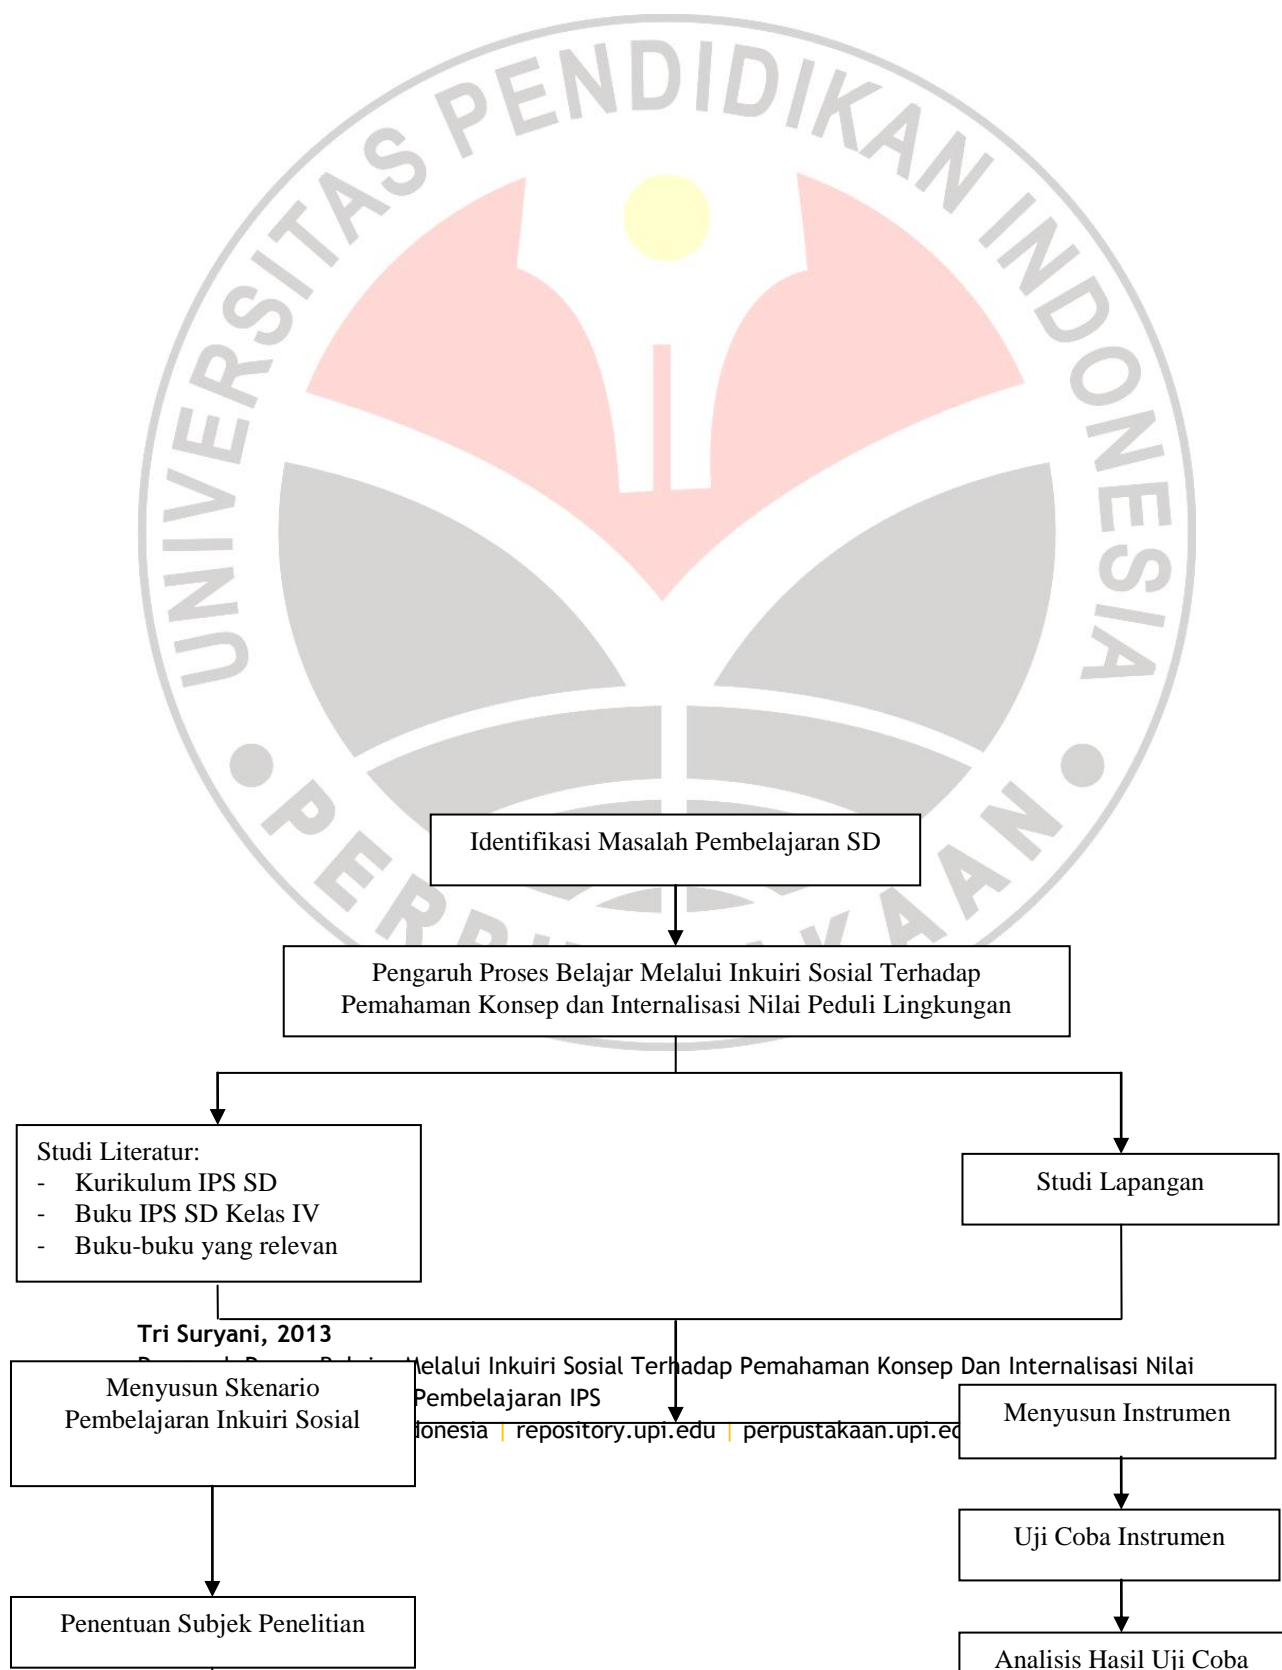 UNIVERSITAS PENDIDIKAN INDONESIA
Identifikasi Masalah Pembelajaran SD
Pengaruh Proses Belajar Melalui Inkuiri Sosial Terhadap
Pemahaman Konsep dan Internalisasi Nilai Peduli Lingkungan
Studi Literatur:
- Kurikulum IPS SD
- Buku IPS SD Kelas IV
- Buku-buku yang relevan
Studi Lapangan
Tri Suryani, 2013
Melalui Inkuiri Sosial Terhadap Pemahaman Konsep Dan Internalisasi Nilai
Pembelajaran IPS
| repository.upi.edu |
Menyusun Skenario
Pembelajaran Inkuiri Sosial
Menyusun Instrumen
Uji Coba Instrumen
Penentuan Subjek Penelitian
Analisis Hasil Uji Coba